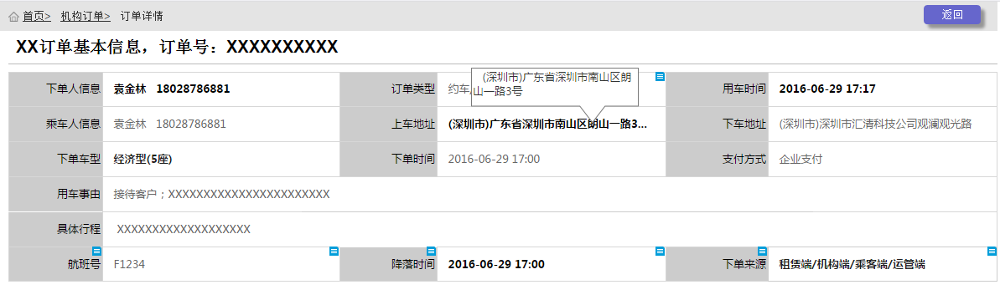 首页> 机构订单> 订单详情 返回
XX订单基本信息，订单号：XXXXXXXXXX
(深圳市)广东省深圳市南山区朗
山一路3号
下单人信息 袁金林 18028786881 订单类型 约车 用车时间 2016-06-29 17:17
乘车人信息 袁金林 18028786881 上车地址 (深圳市)广东省深圳市南山区朗山一路3... 下车地址 (深圳市)深圳市汇清科技公司观澜观光路
下单车型 经济型(5座) 下单时间 2016-06-29 17:00 支付方式 企业支付
用车事由 接待客户；XXXXXXXXXXXXXXXXXXXXXXX
具体行程 XXXXXXXXXXXXXXXXXXX
航班号 F1234 降落时间 2016-06-29 17:00 下单来源 租赁端/机构端/乘客端/运管端